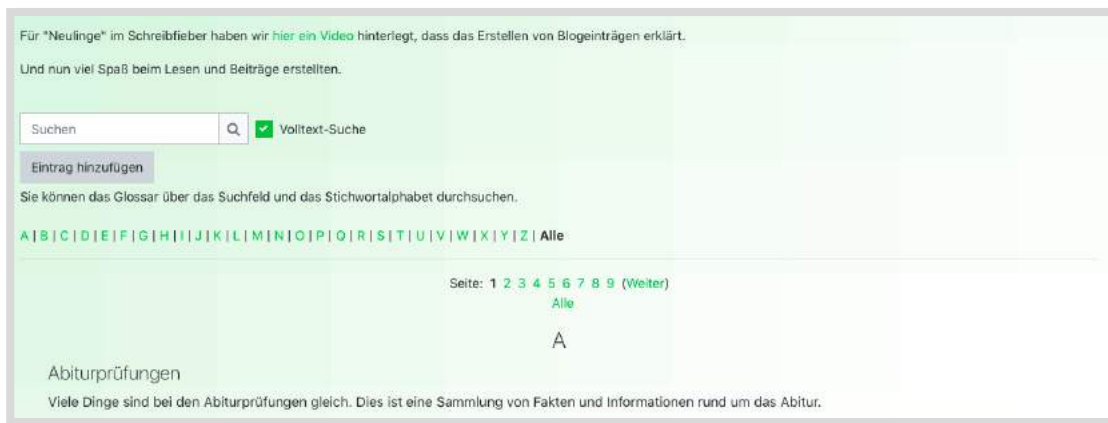 Für "Neulinge" im Schreibfieber haben wir hier ein Video hinterlegt, dass das Erstellen von Blogeinträgen erklärt.
Und nun viel Spaß beim Lesen und Beiträge erstellten.
Suchen
Volltext-Suche
Eintrag hinzufügen
Sie können das Glossar über das Suchfeld und das Stichwortalphabet durchsuchen.
A | B | C | D | E | F | G | H | I | J | K | L | M | N | O | P | Q | R | S | T | U | V | W | X | Y | Z | Alle
Seite: 1 2 3 4 5 6 7 8 9 (Weiter)
Alle
A
Abiturprüfungen
Viele Dinge sind bei den Abiturprüfungen gleich. Dies ist eine Sammlung von Fakten und Informationen rund um das Abitur.